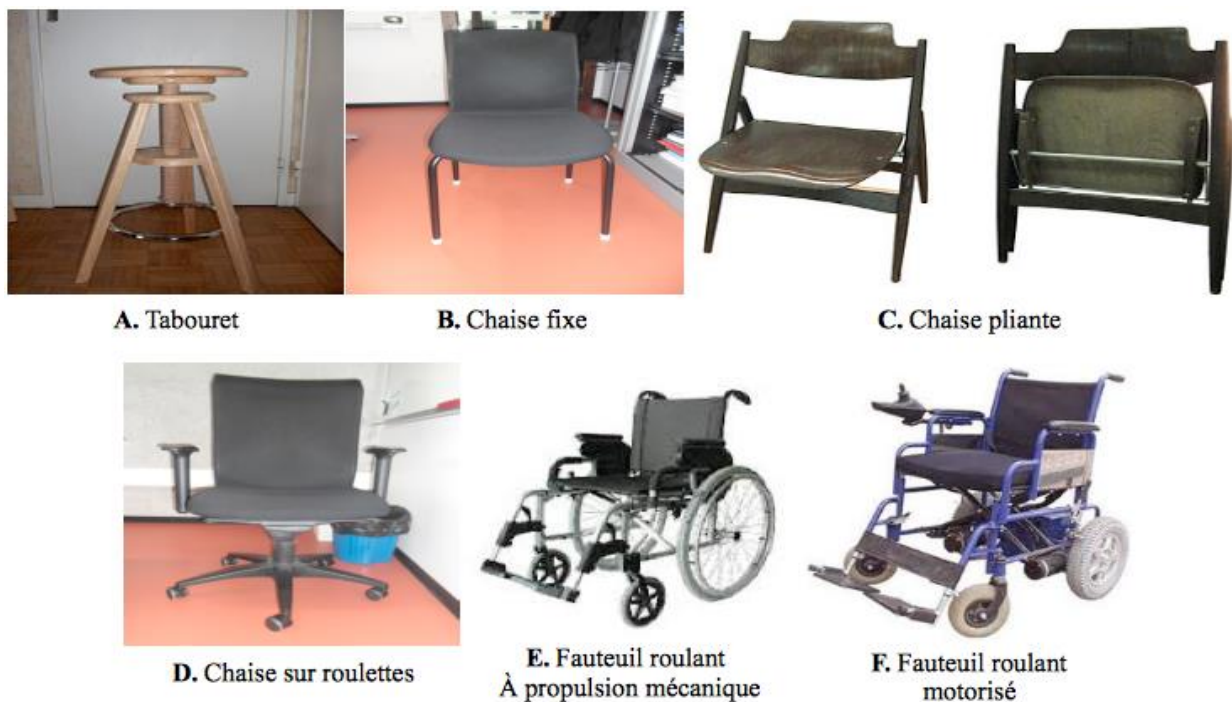 A. Tabouret
B. Chaise fixe
C. Chaise pliante
D. Chaise sur roulettes
E. Fauteuil roulant
À propulsion mécanique
F. Fauteuil roulant
motorisé